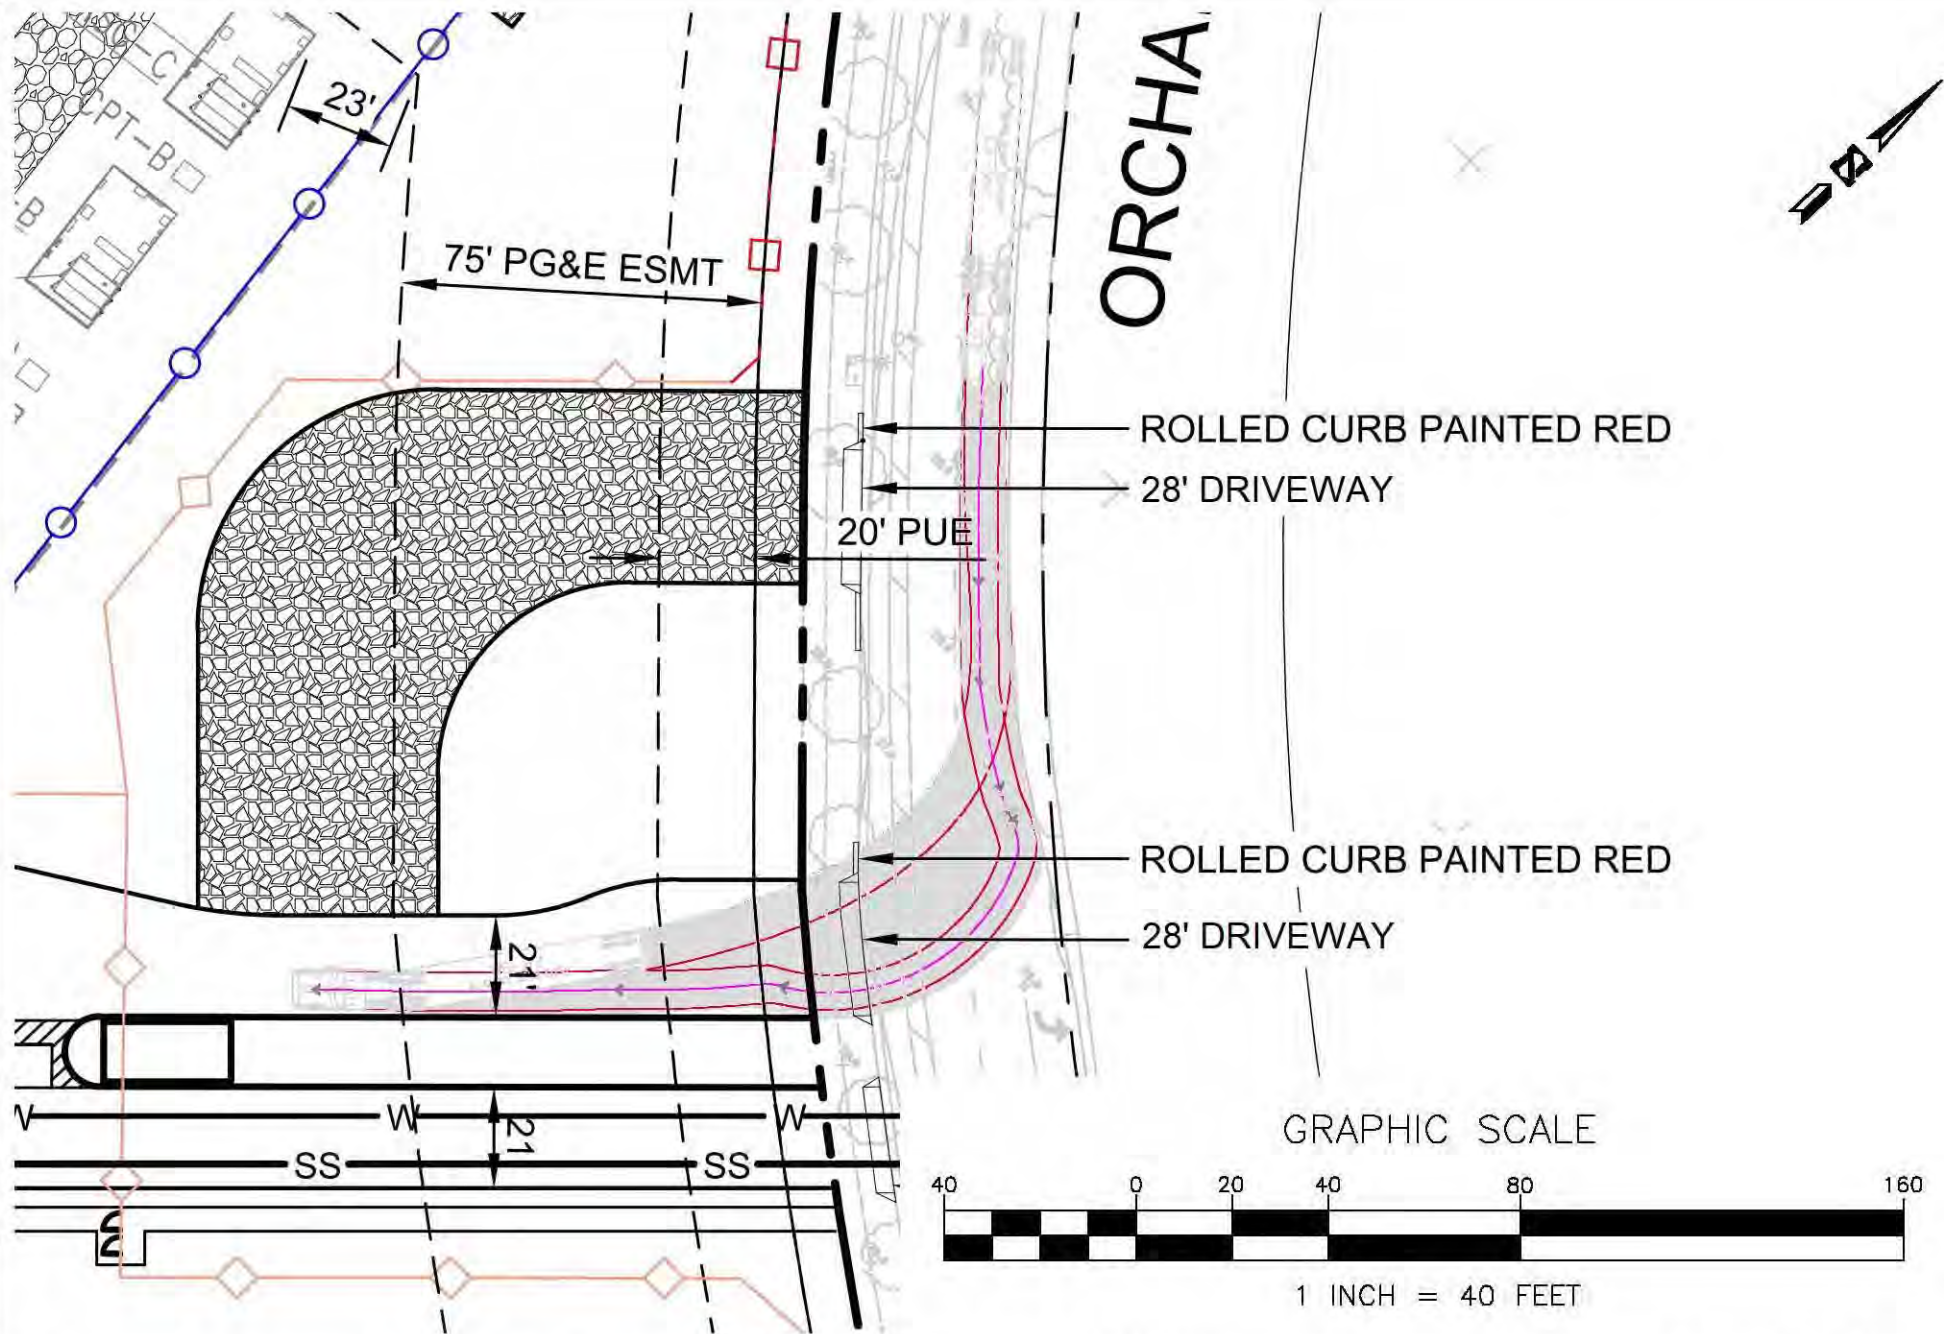 23'
CPT-B
-B
75' PG&E ESMT
ORCHA
ROLLED CURB PAINTED RED
28' DRIVEWAY
20' PUE
ROLLED CURB PAINTED RED
28' DRIVEWAY
21'
W W W
21
SS SS
GRAPHIC SCALE
40 0 20 40 80 160
1 INCH = 40 FEET